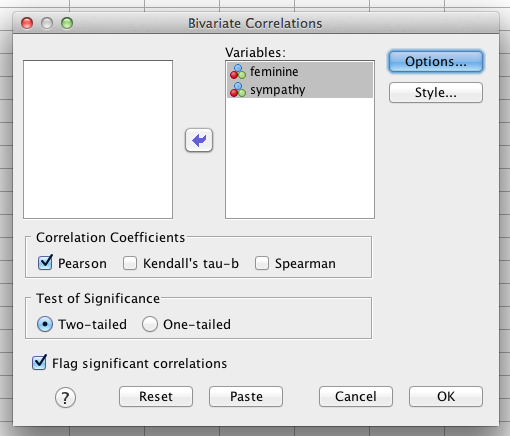 Bivariate Correlations
Variables:
feminine
sympathy
Options...
Style...
Correlation Coefficients
Pearson Kendall's tau-b Spearman
Test of Significance
Two-tailed One-tailed
Flag significant correlations
? Reset Paste Cancel OK